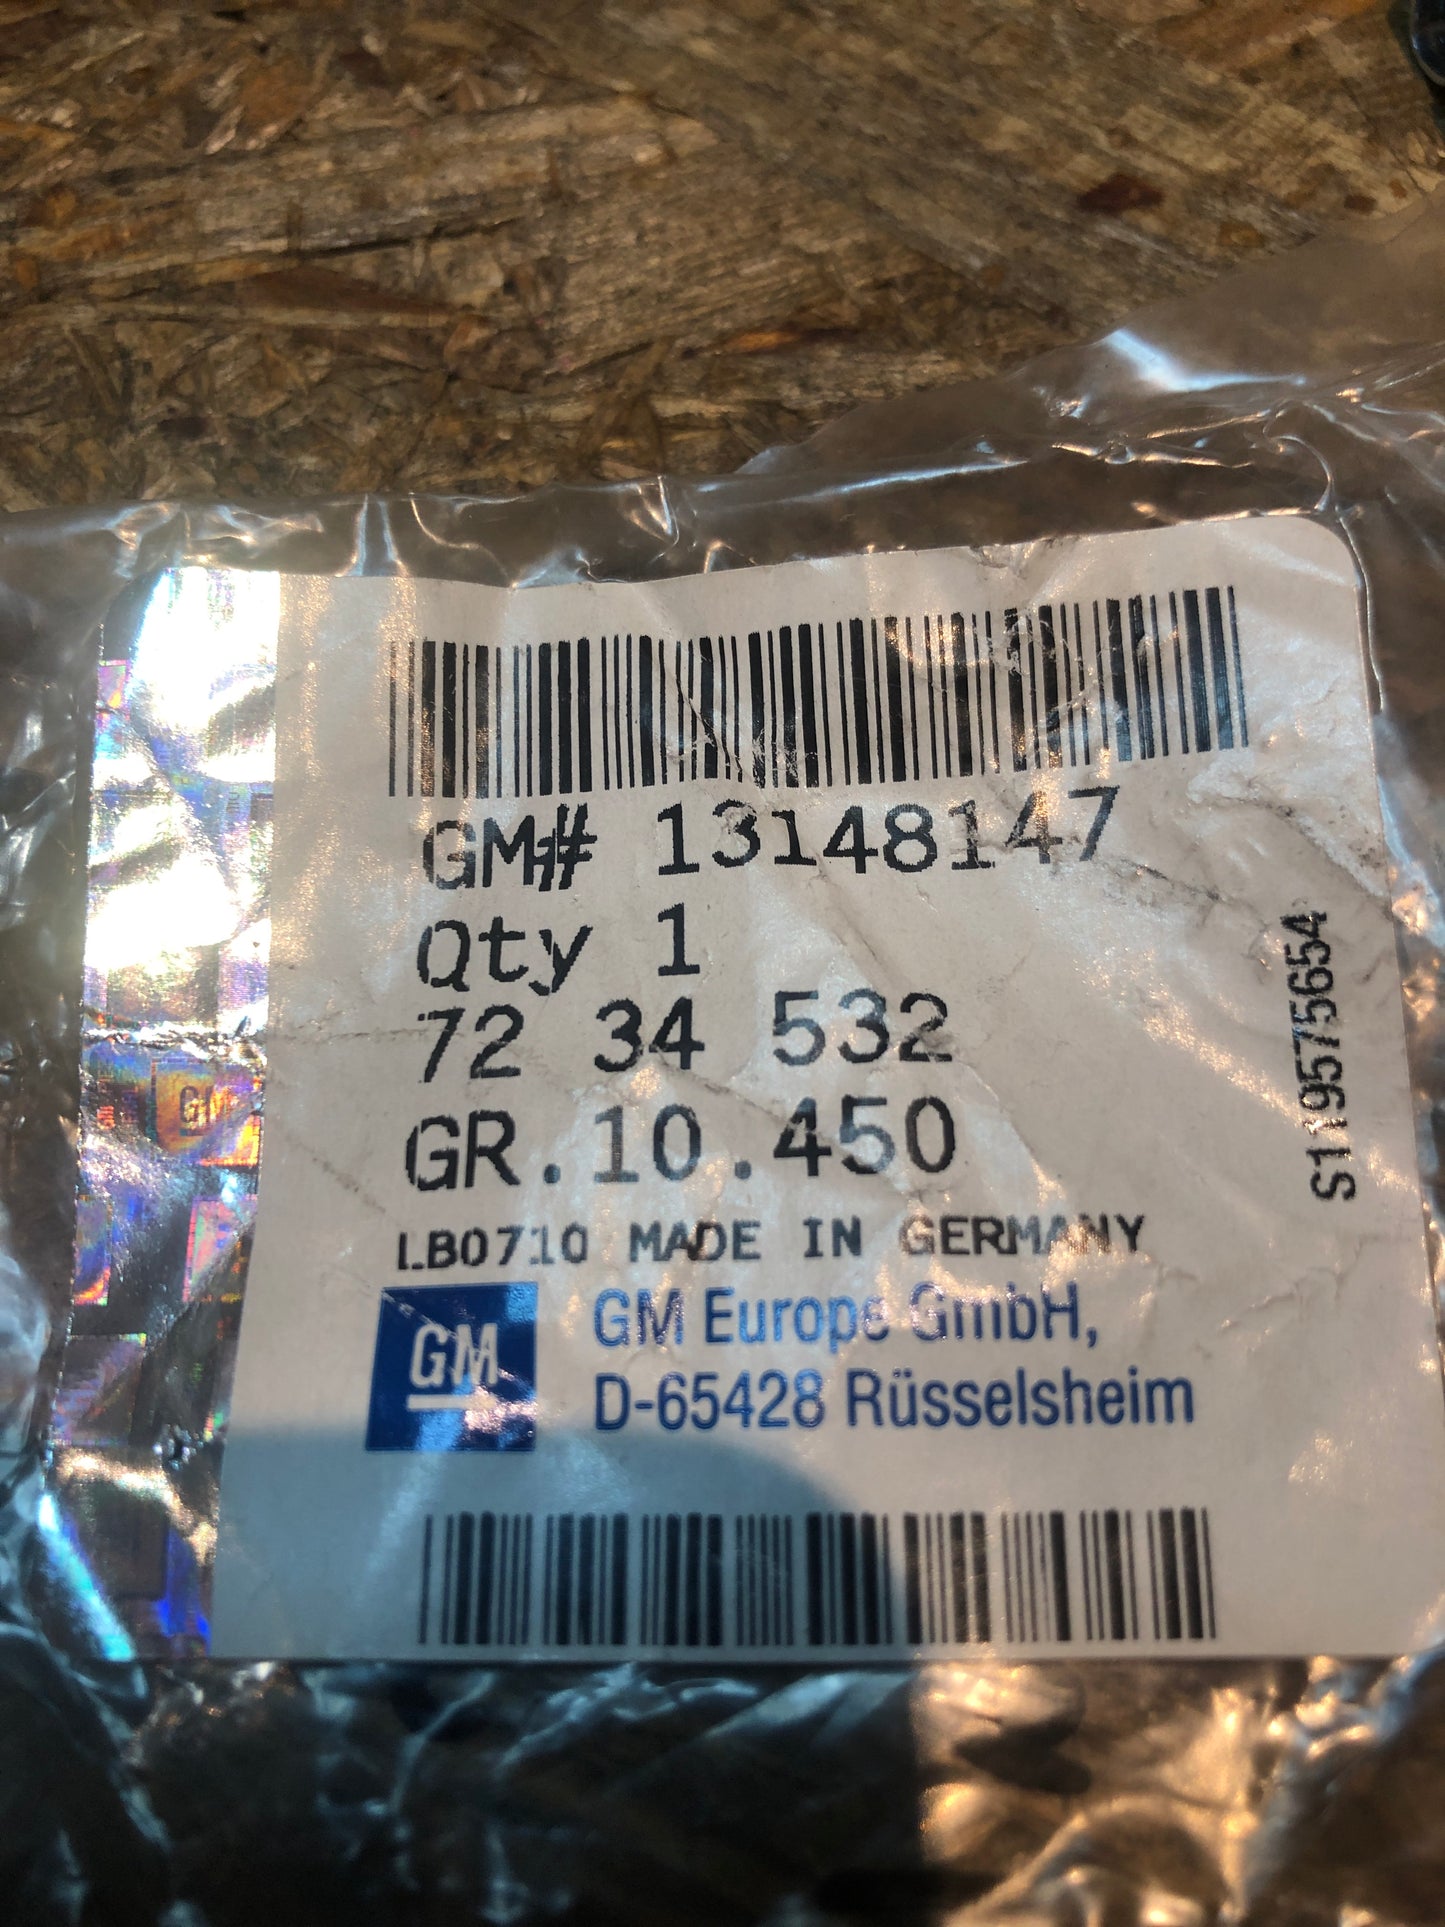 GM# 13148147
Qty 1
72 34 532
GR.10.450
LB0710 MADE IN GERMANY
GM
GM Europe GmbH,
D-65428 Rüsselsheim
S119575654
GM